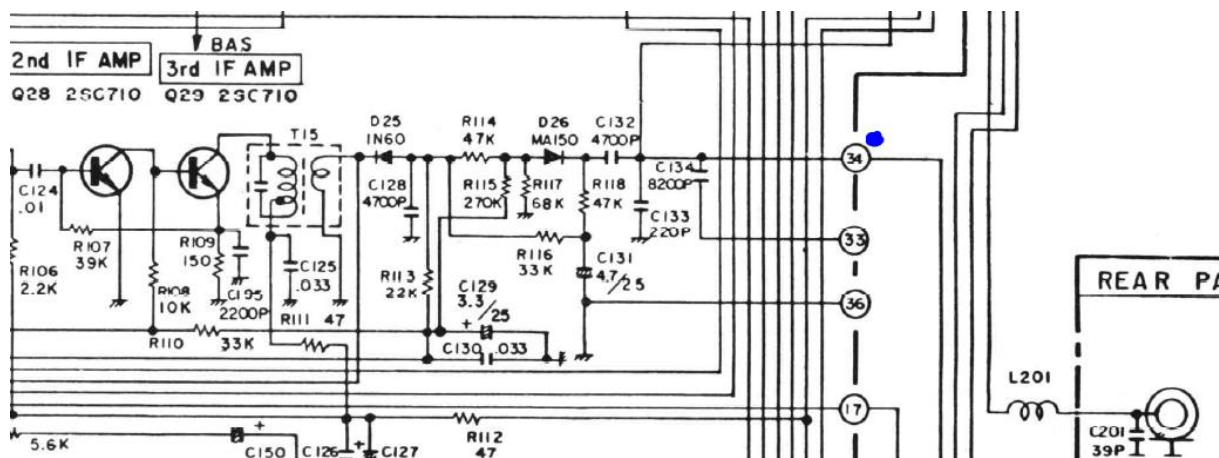 BAS
2nd IF AMP
3rd IF AMP
Q28 2SC710
Q29 2SC710
T15
D25
1N60
R114
47K
D26
MA150
C132
4700P
34
C124
.01
C128
4700P
R115
270K
R117
68K
R118
47K
C134
8200P
C133
220P
33
R107
39K
R109
150
R116
33K
R106
2.2K
R108
10K
C195
2200P
C125
.033
R113
22K
C129
3.3/25
C131
4.7/25
36
REAR PA
R110
33K
R111 47
C130 .033
L201
17
5.6K
C150
C126
C127
R112
47
C201
39P